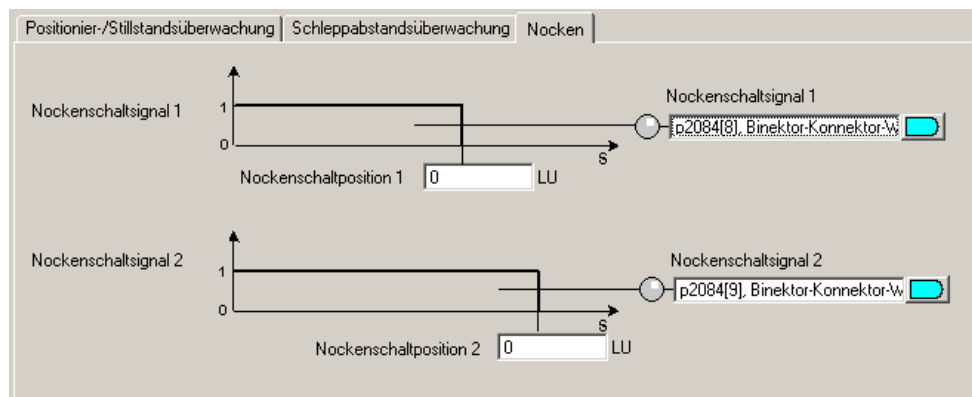 Positionier-/Stillstandsüberwachung Schleppabstandsüberwachung Nocken
Nockenschaltsignal 1
1
0
S
Nockenschaltposition 1 0 LU
Nockenschaltsignal 1
p2084[8], Binektor-Konnektor-W
Nockenschaltsignal 2
1
0
S
Nockenschaltposition 2 0 LU
Nockenschaltsignal 2
p2084[9], Binektor-Konnektor-W